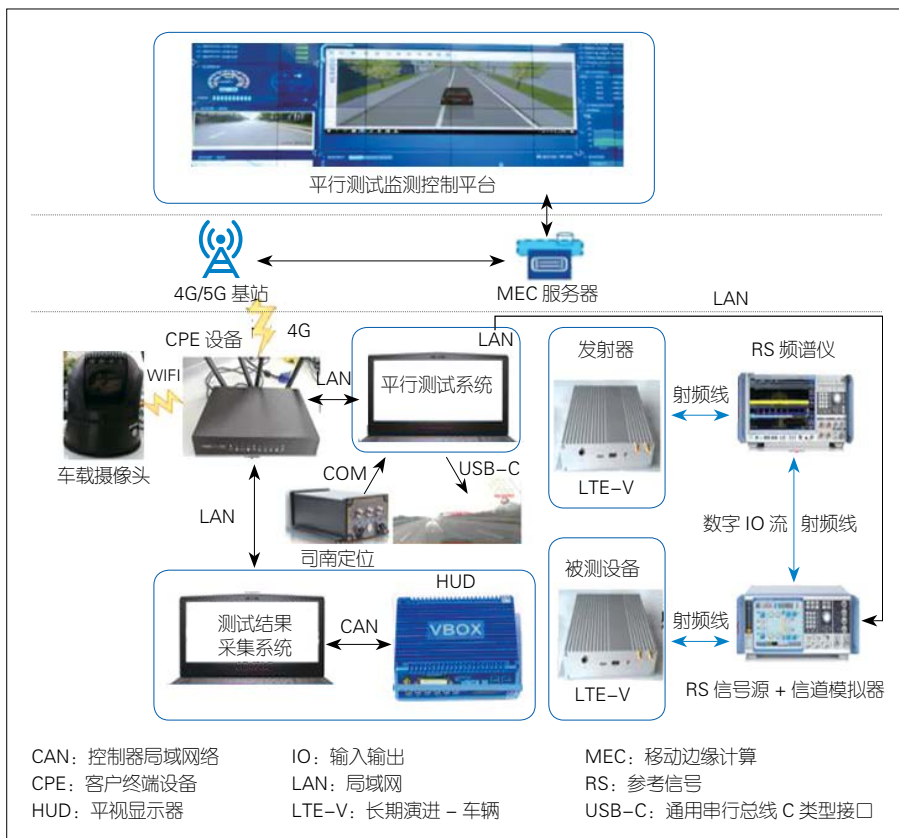 平行测试监测控制平台
4G/5G 基站
MEC 服务器
LAN
CPE 设备
4G
LAN
发射器
RS 频谱仪
WIFI
LAN
平行测试系统
射频线
车载摄像头
COM
USB-C
LTE-V
LAN
司南定位
数字 IO 流
射频线
HUD
被测设备
测试结果
采集系统
CAN
VBOX
射频线
LTE-V
RS 信号源 + 信道模拟器
CAN：控制器局域网络
IO：输入输出
MEC：移动边缘计算
CPE：客户终端设备
LAN：局域网
RS：参考信号
HUD：平视显示器
LTE-V：长期演进 – 车辆
USB-C：通用串行总线 C 类型接口